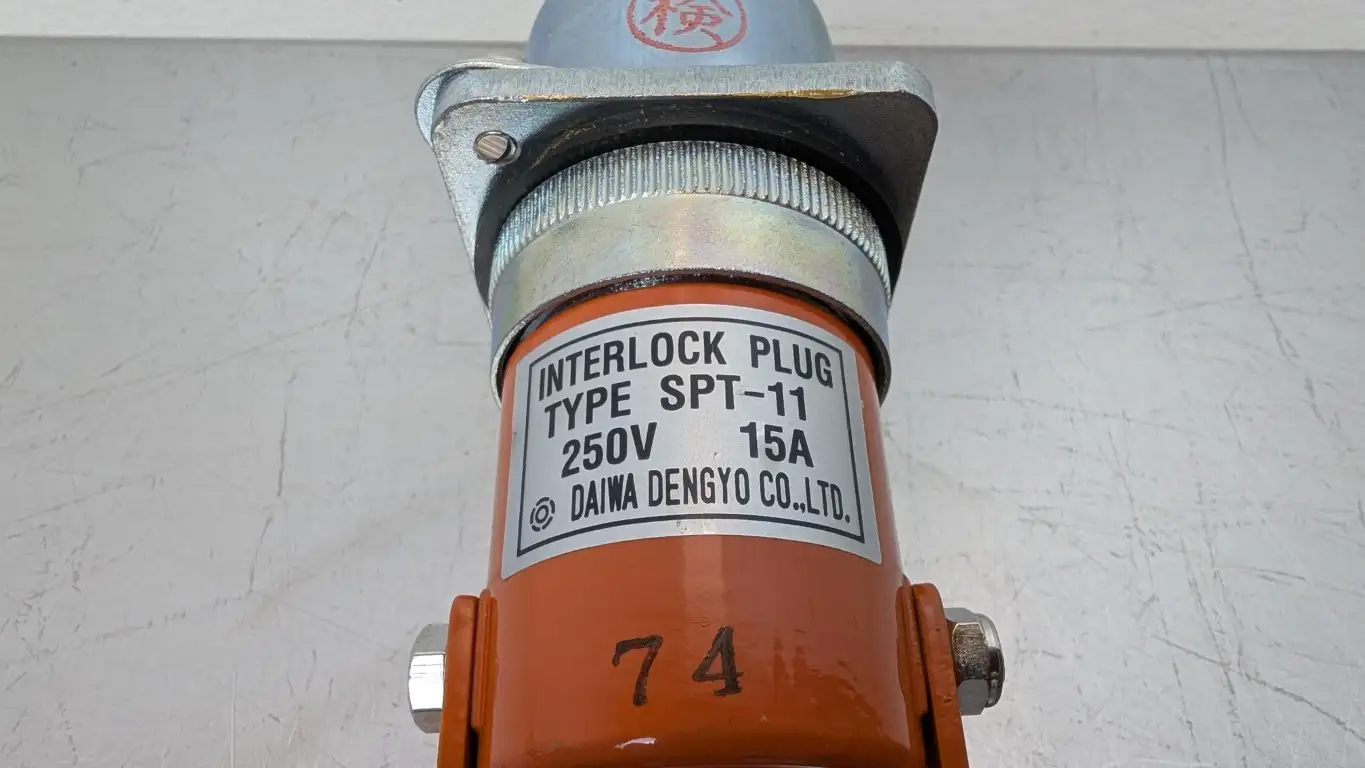 検
INTERLOCK PLUG
TYPE SPT-11
250V 15A
DAIWA DENGYO CO.,LTD.
74